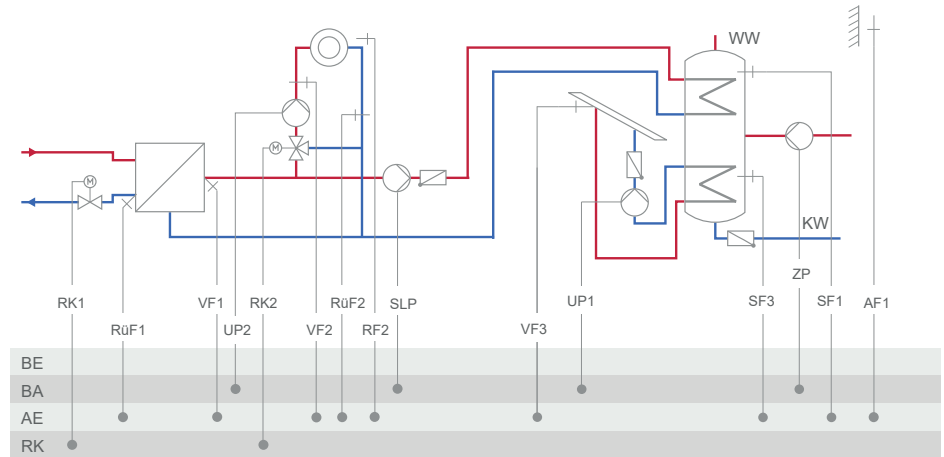 WW
M
M
KW
ZP
RK1
VF1
RK2
RüF2
SLP
UP1
SF3
SF1
AF1
RüF1
UP2
VF2
RF2
VF3
BE
BA
AE
RK